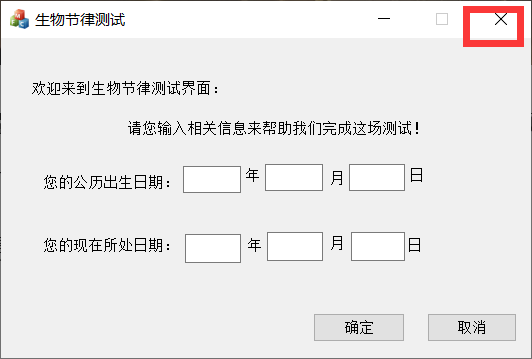 生物节律测试
欢迎来到生物节律测试界面：
请您输入相关信息来帮助我们完成这场测试！
您的公历出生日期： 年 月 日
您的现在所处日期： 年 月 日
确定 取消